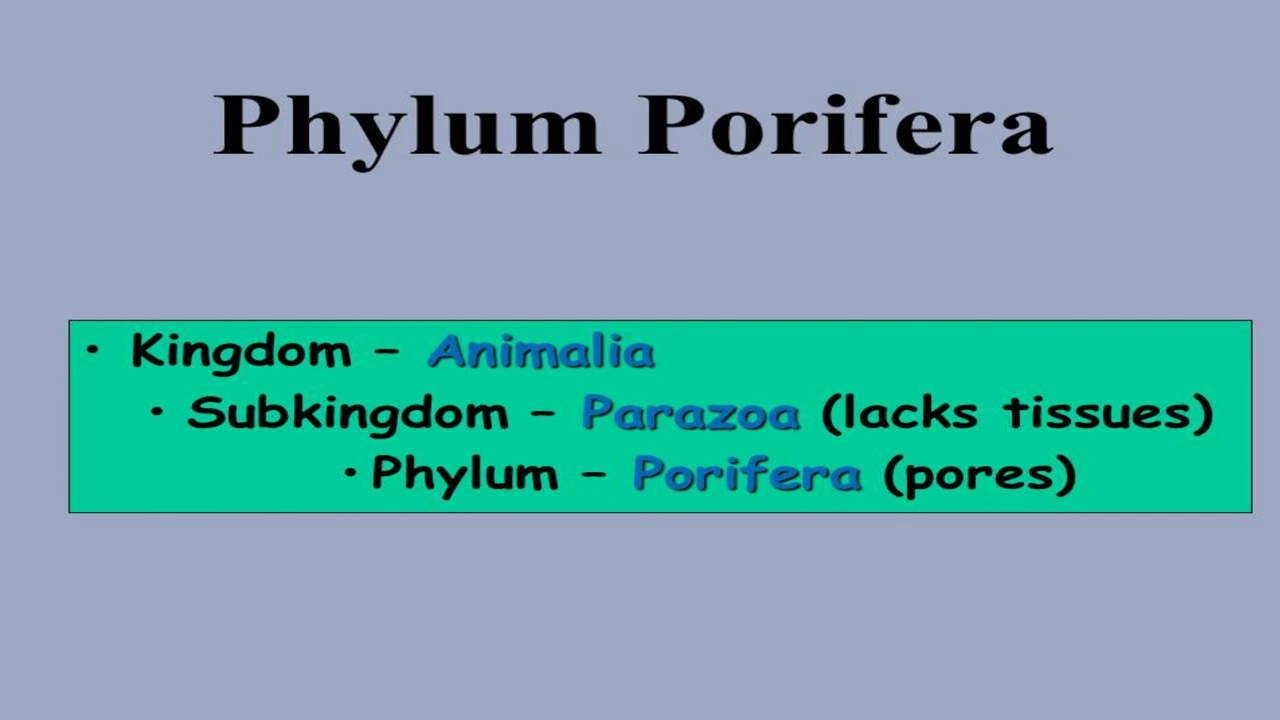 Phylum Porifera
• Kingdom – Animalia
• Subkingdom – Parazoa (lacks tissues)
• Phylum – Porifera (pores)